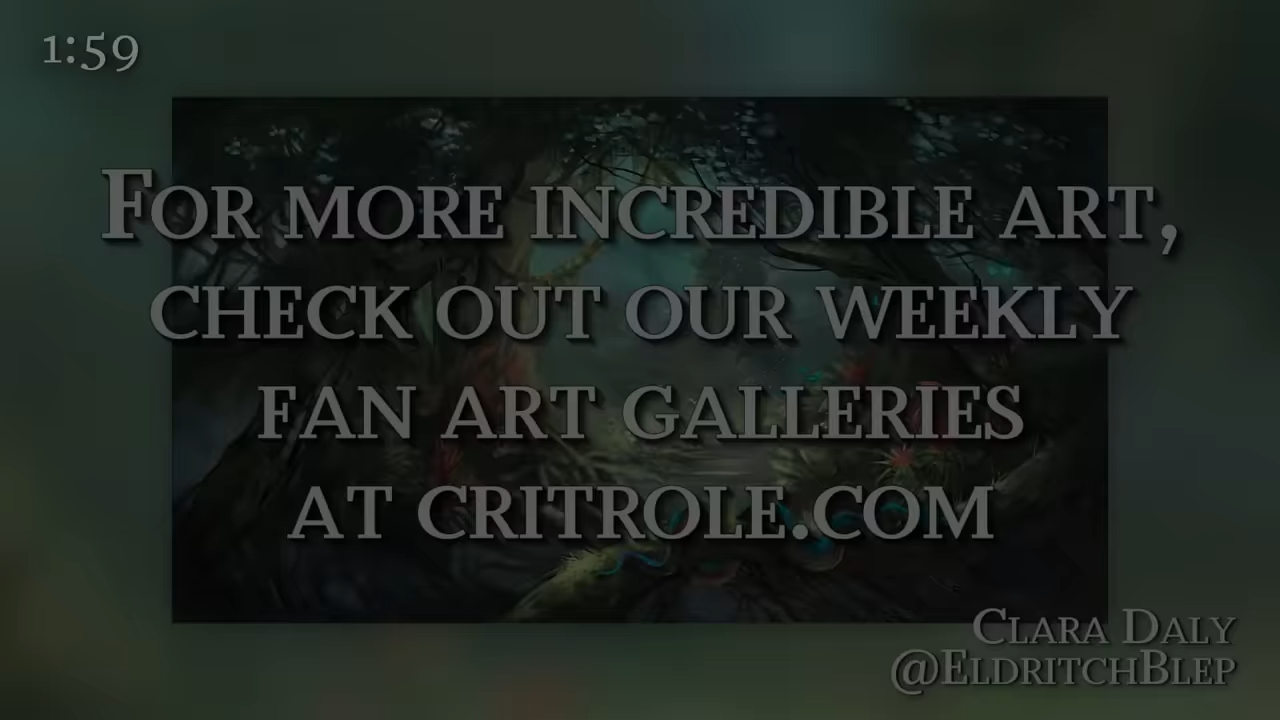 1:59
For more incredible art,
check out our weekly
fan art galleries
at critrole.com
Clara Daly
@EldritchBlep